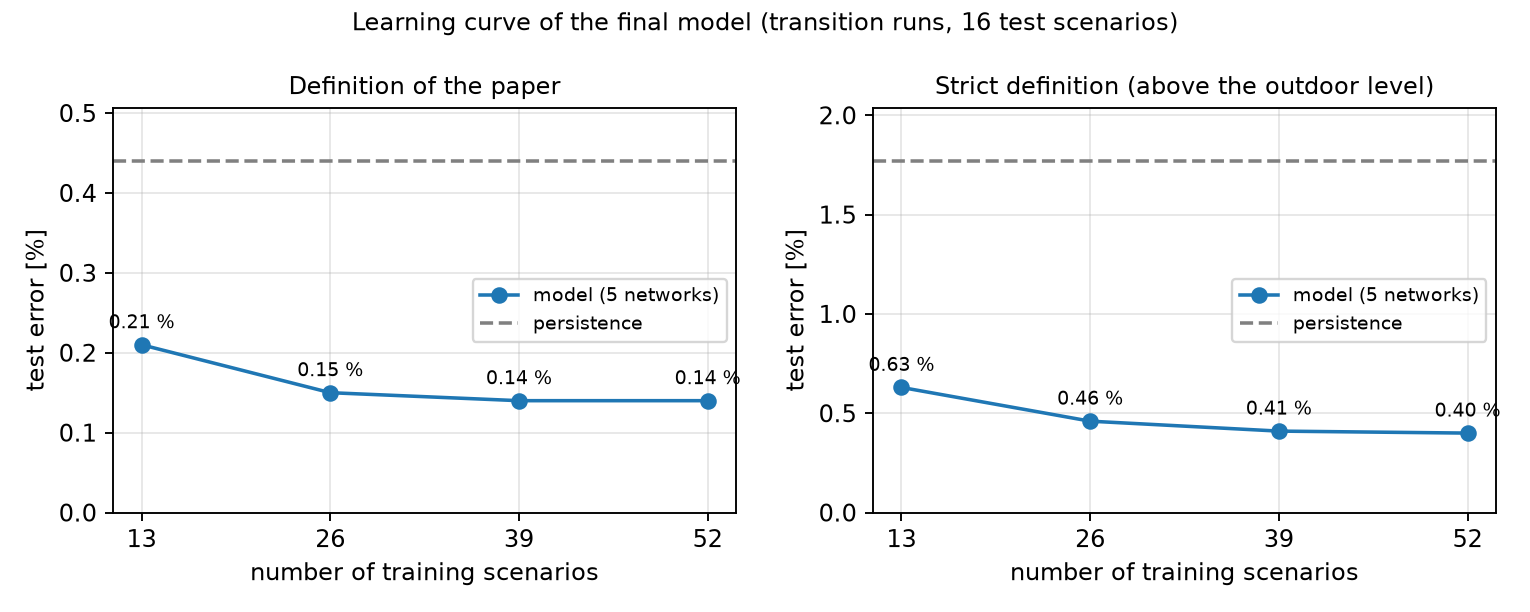 Learning curve of the final model (transition runs, 16 test scenarios)
Definition of the paper
test error [%]
0.5
0.4
0.3
0.2
0.1
0.0
0.21 %
0.15 %
0.14 %
0.14 %
model (5 networks)
persistence
13 26 39 52
number of training scenarios
Strict definition (above the outdoor level)
test error [%]
2.0
1.5
1.0
0.5
0.0
0.63 %
0.46 %
0.41 %
0.40 %
model (5 networks)
persistence
13 26 39 52
number of training scenarios